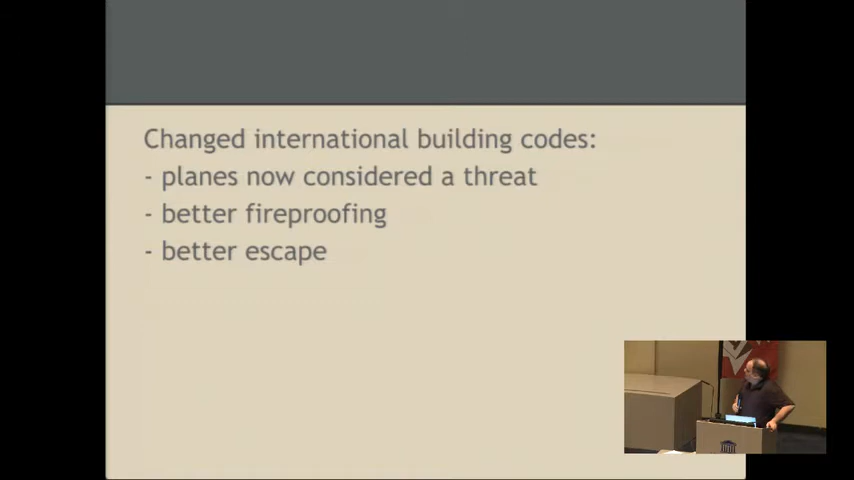 Changed international building codes:
- planes now considered a threat
- better fireproofing
- better escape